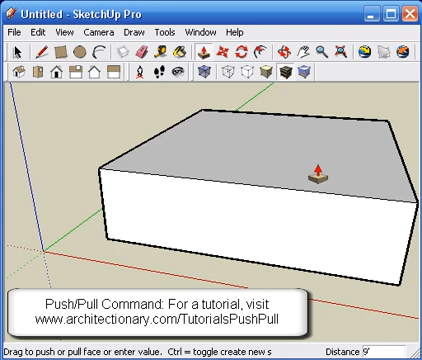 Untitled - SketchUp Pro
File Edit View Camera Draw Tools Window Help
Push/Pull Command: For a tutorial, visit
www.architectionary.com/TutorialsPushPull
Drag to push or pull face or enter value. Ctrl = toggle create new s Distance 9'